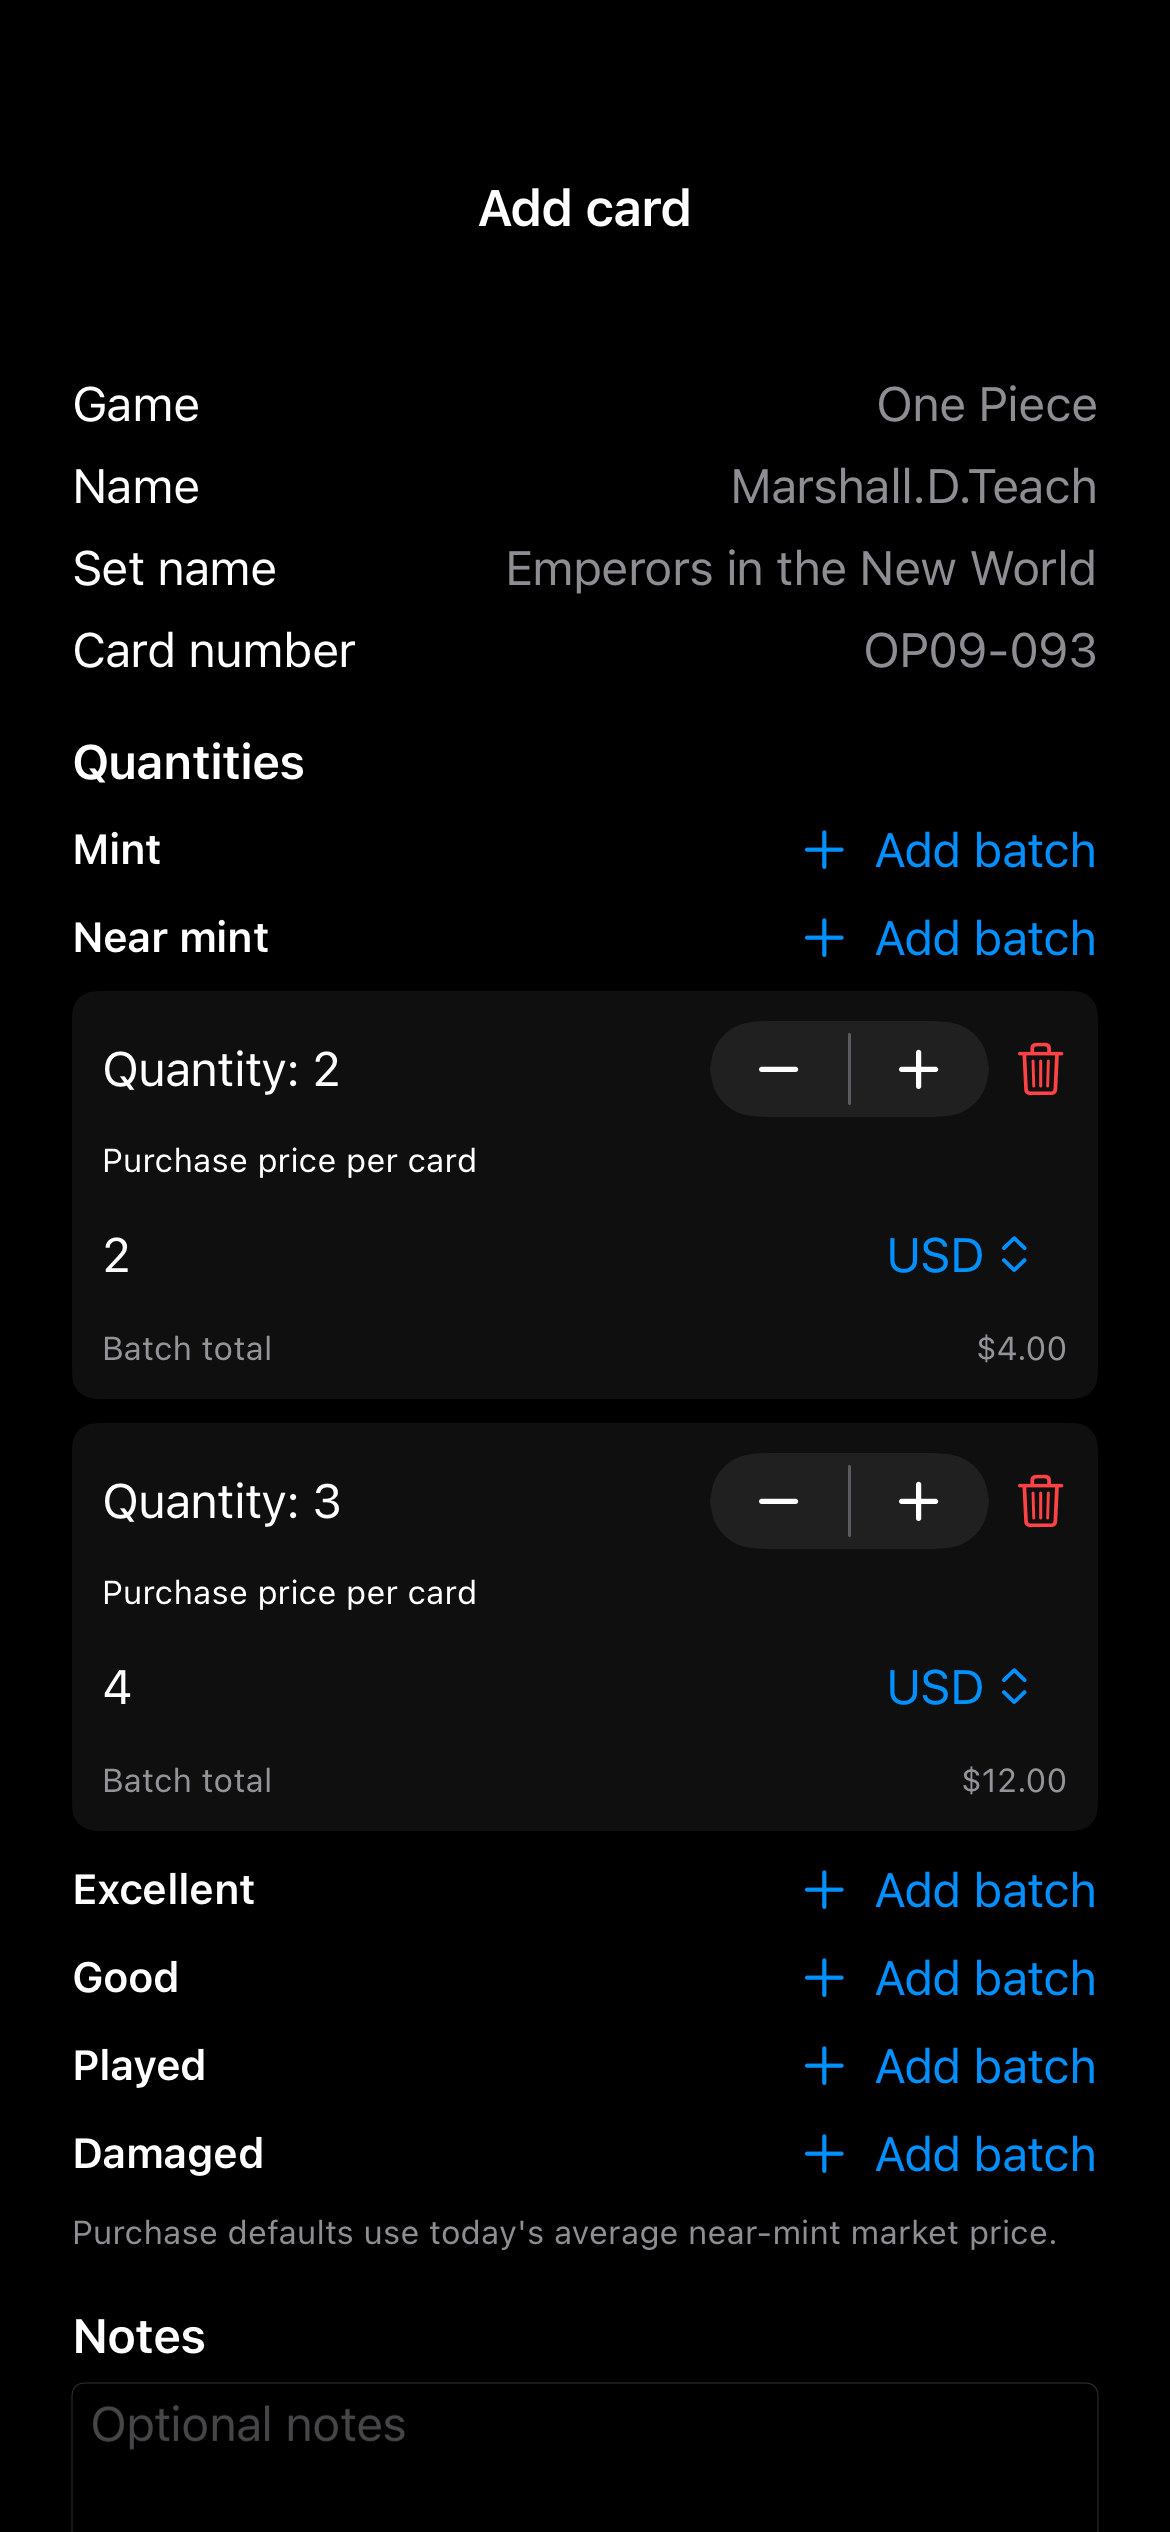 Add card
Game One Piece
Name Marshall.D.Teach
Set name Emperors in the New World
Card number OP09-093
Quantities
Mint + Add batch
Near mint + Add batch
Quantity: 2 − +
Purchase price per card
2 USD
Batch total $4.00
Quantity: 3 − +
Purchase price per card
4 USD
Batch total $12.00
Excellent + Add batch
Good + Add batch
Played + Add batch
Damaged + Add batch
Purchase defaults use today's average near-mint market price.
Notes
Optional notes